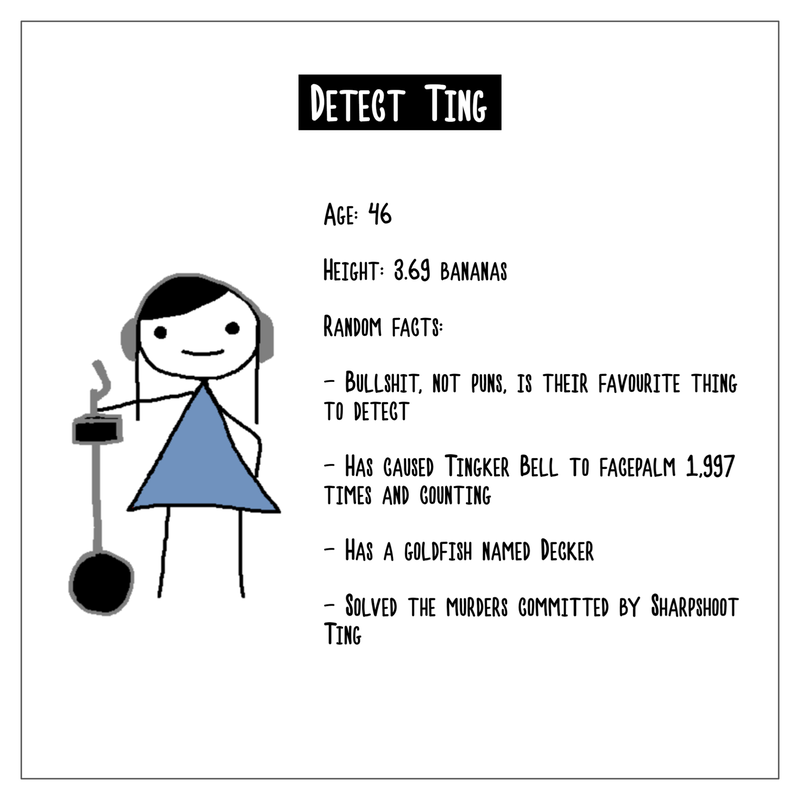 Detect Ting
Age: 46
Height: 3.69 bananas
Random facts:
- Bullshit, not puns, is their favourite thing
to detect
- Has caused Tingker Bell to facepalm 1,997
times and counting
- Has a goldfish named Decker
- Solved the murders committed by Sharpshoot
Ting